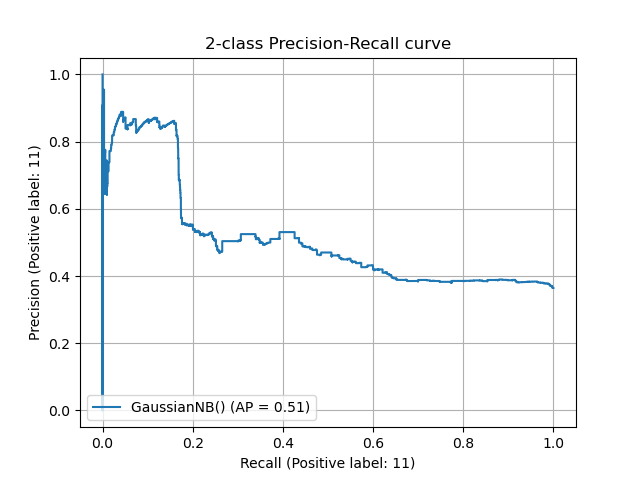 2-class Precision-Recall curve
1.0
0.8
0.6
0.4
0.2
0.0
Precision (Positive label: 11)
GaussianNB() (AP = 0.51)
0.0 0.2 0.4 0.6 0.8 1.0
Recall (Positive label: 11)